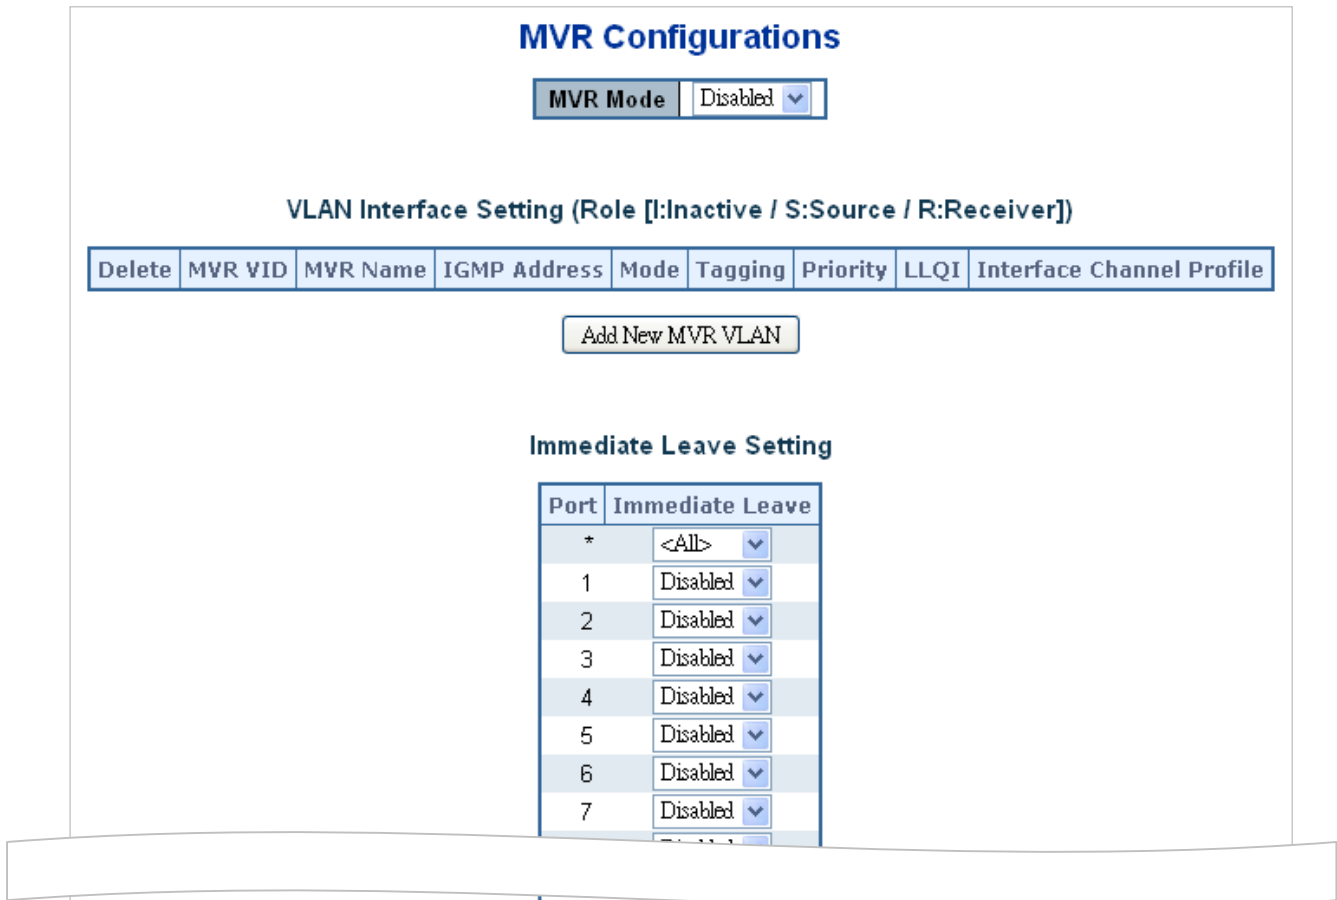 MVR Configurations
MVR Mode Disabled
VLAN Interface Setting (Role [I:Inactive / S:Source / R:Receiver])
Delete MVR VID MVR Name IGMP Address Mode Tagging Priority LLQI Interface Channel Profile
Add New MVR VLAN
Immediate Leave Setting
Port Immediate Leave
* <All>
1 Disabled
2 Disabled
3 Disabled
4 Disabled
5 Disabled
6 Disabled
7 Disabled